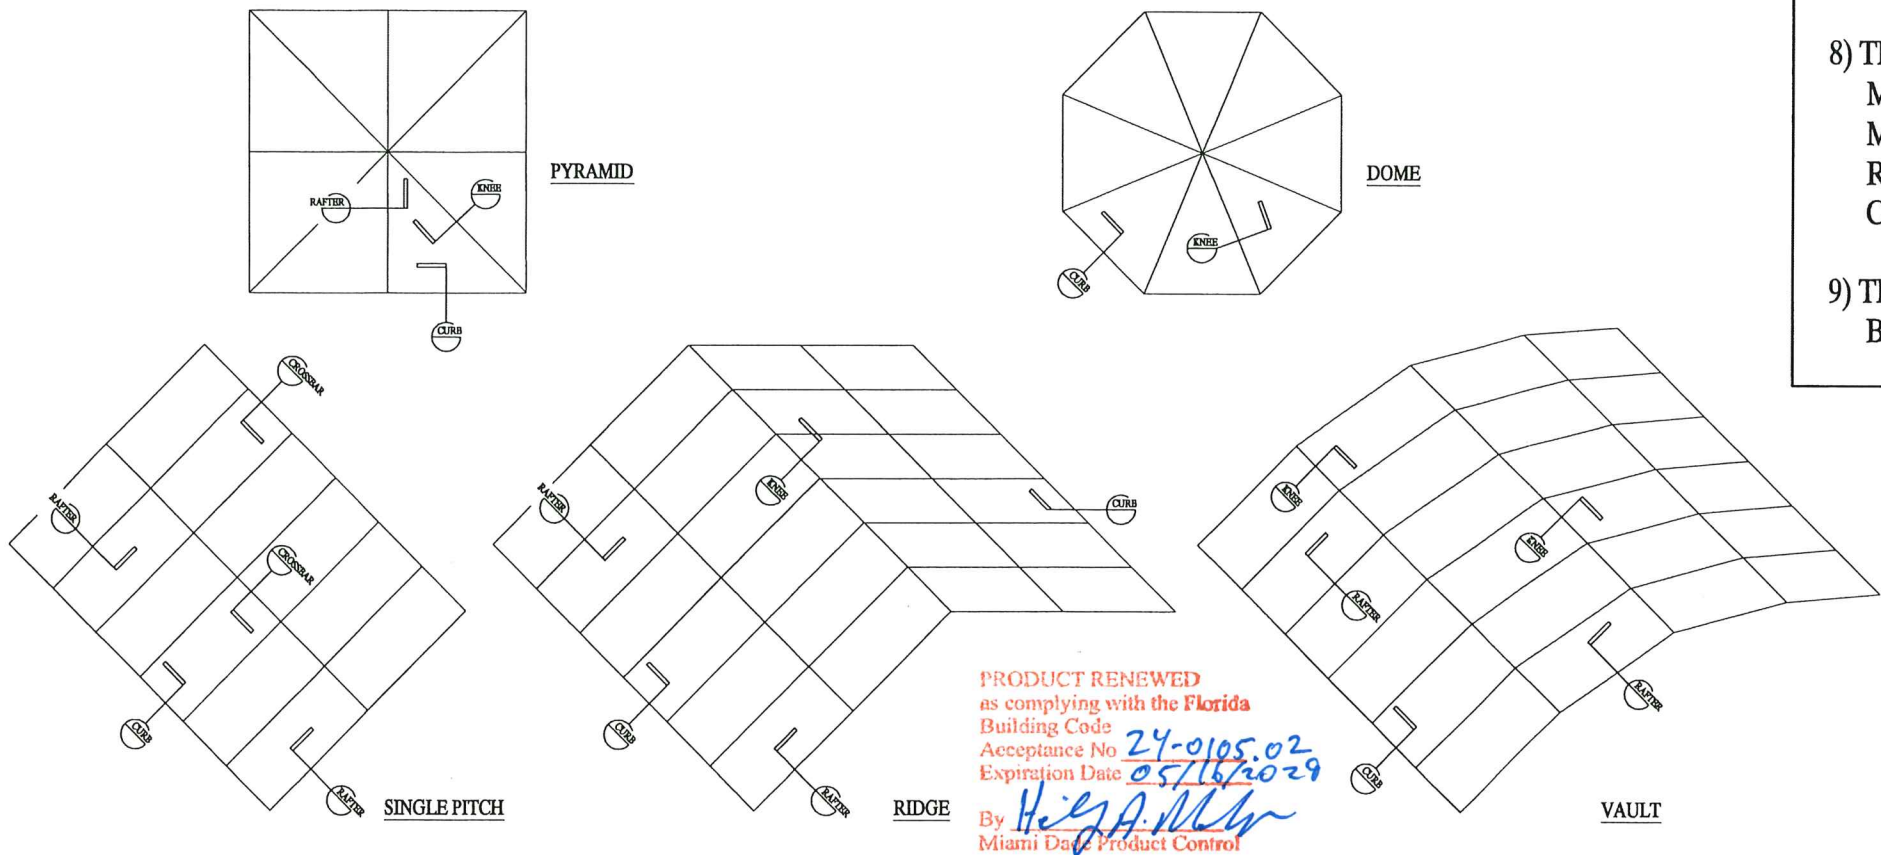 PYRAMID
RAFTER
KNEE
CURB
DOME
KNEE
CURB
8)
9)
CROSSBAR
RAFTER
CROSSBAR
CURB
RAFTER
SINGLE PITCH
RAFTER
KNEE
CURB
CURB
RAFTER
RIDGE
KNEE
RAFTER
KNEE
RAFTER
CURB
VAULT
PRODUCT RENEWED
as complying with the Florida
Building Code
Acceptance No 24-0105.02
Expiration Date 05/16/2029
By
Miami Dade Product Control